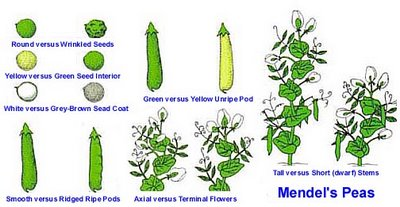 Round versus Wrinkled Seeds
Yellow versus Green Seed Interior
White versus Grey-Brown Seed Coat
Smooth versus Ridged Ripe Pods
Green versus Yellow Unripe Pod
Axial versus Terminal Flowers
Tall versus Short (dwarf) Stems
Mendel's Peas